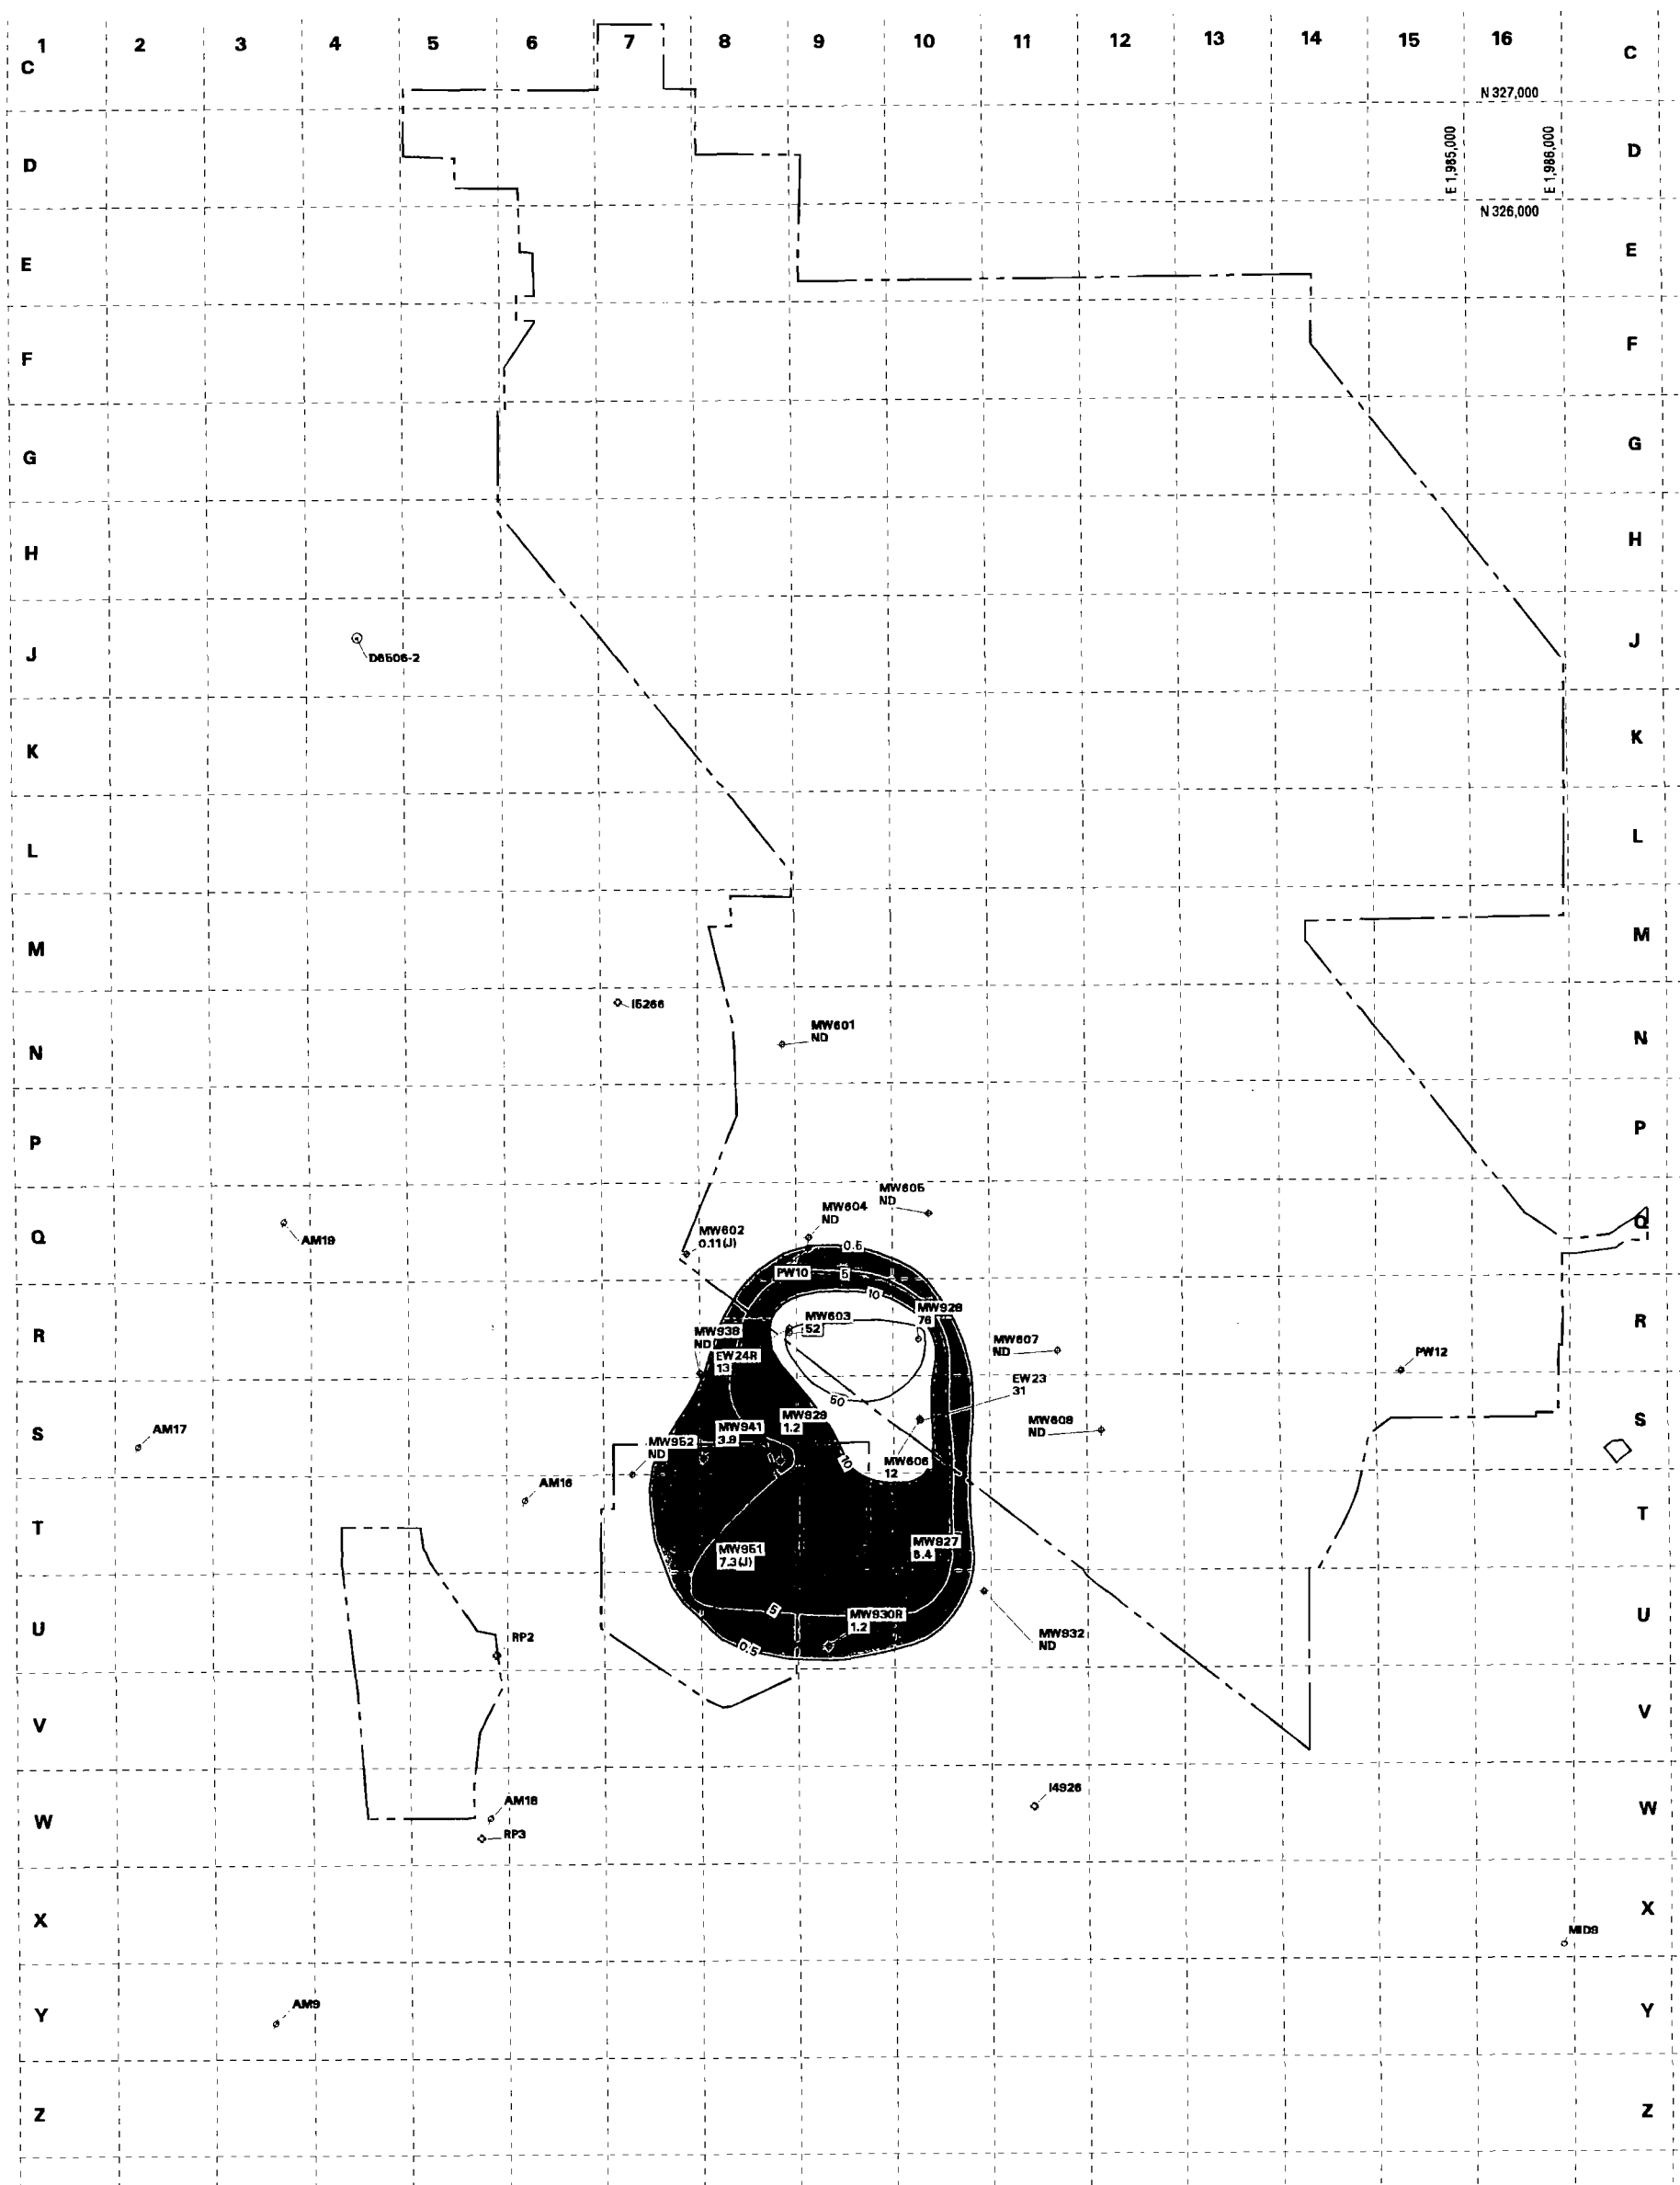 1 2 3 4 5 6 7 8 9 10 11 12 13 14 15 16
C C
N 327,000
D D
E 1,985,000
E 1,986,000
N 326,000
E E
F F
G G
H H
J J
D6506-2
K K
L L
M M
I5266
MW601
ND
N N
P P
MW605
ND
MW604
ND
Q Q
AM19
MW602
0.11(J)
0.5
PW10
5
10
MW928
76
MW603
52
R R
MW938
ND
MW607
ND
EW24R
13
PW12
EW23
31
50
MW929
1.2
MW941
3.9
MW608
ND
S S
AM17
MW952
ND
10
MW606
12
AM16
T T
MW951
7.3(J)
MW927
8.4
5
MW930R
1.2
U U
RP2
MW932
ND
0.5
V V
I4926
AM18
W W
RP3
X X
MID9
AM9
Y Y
Z Z